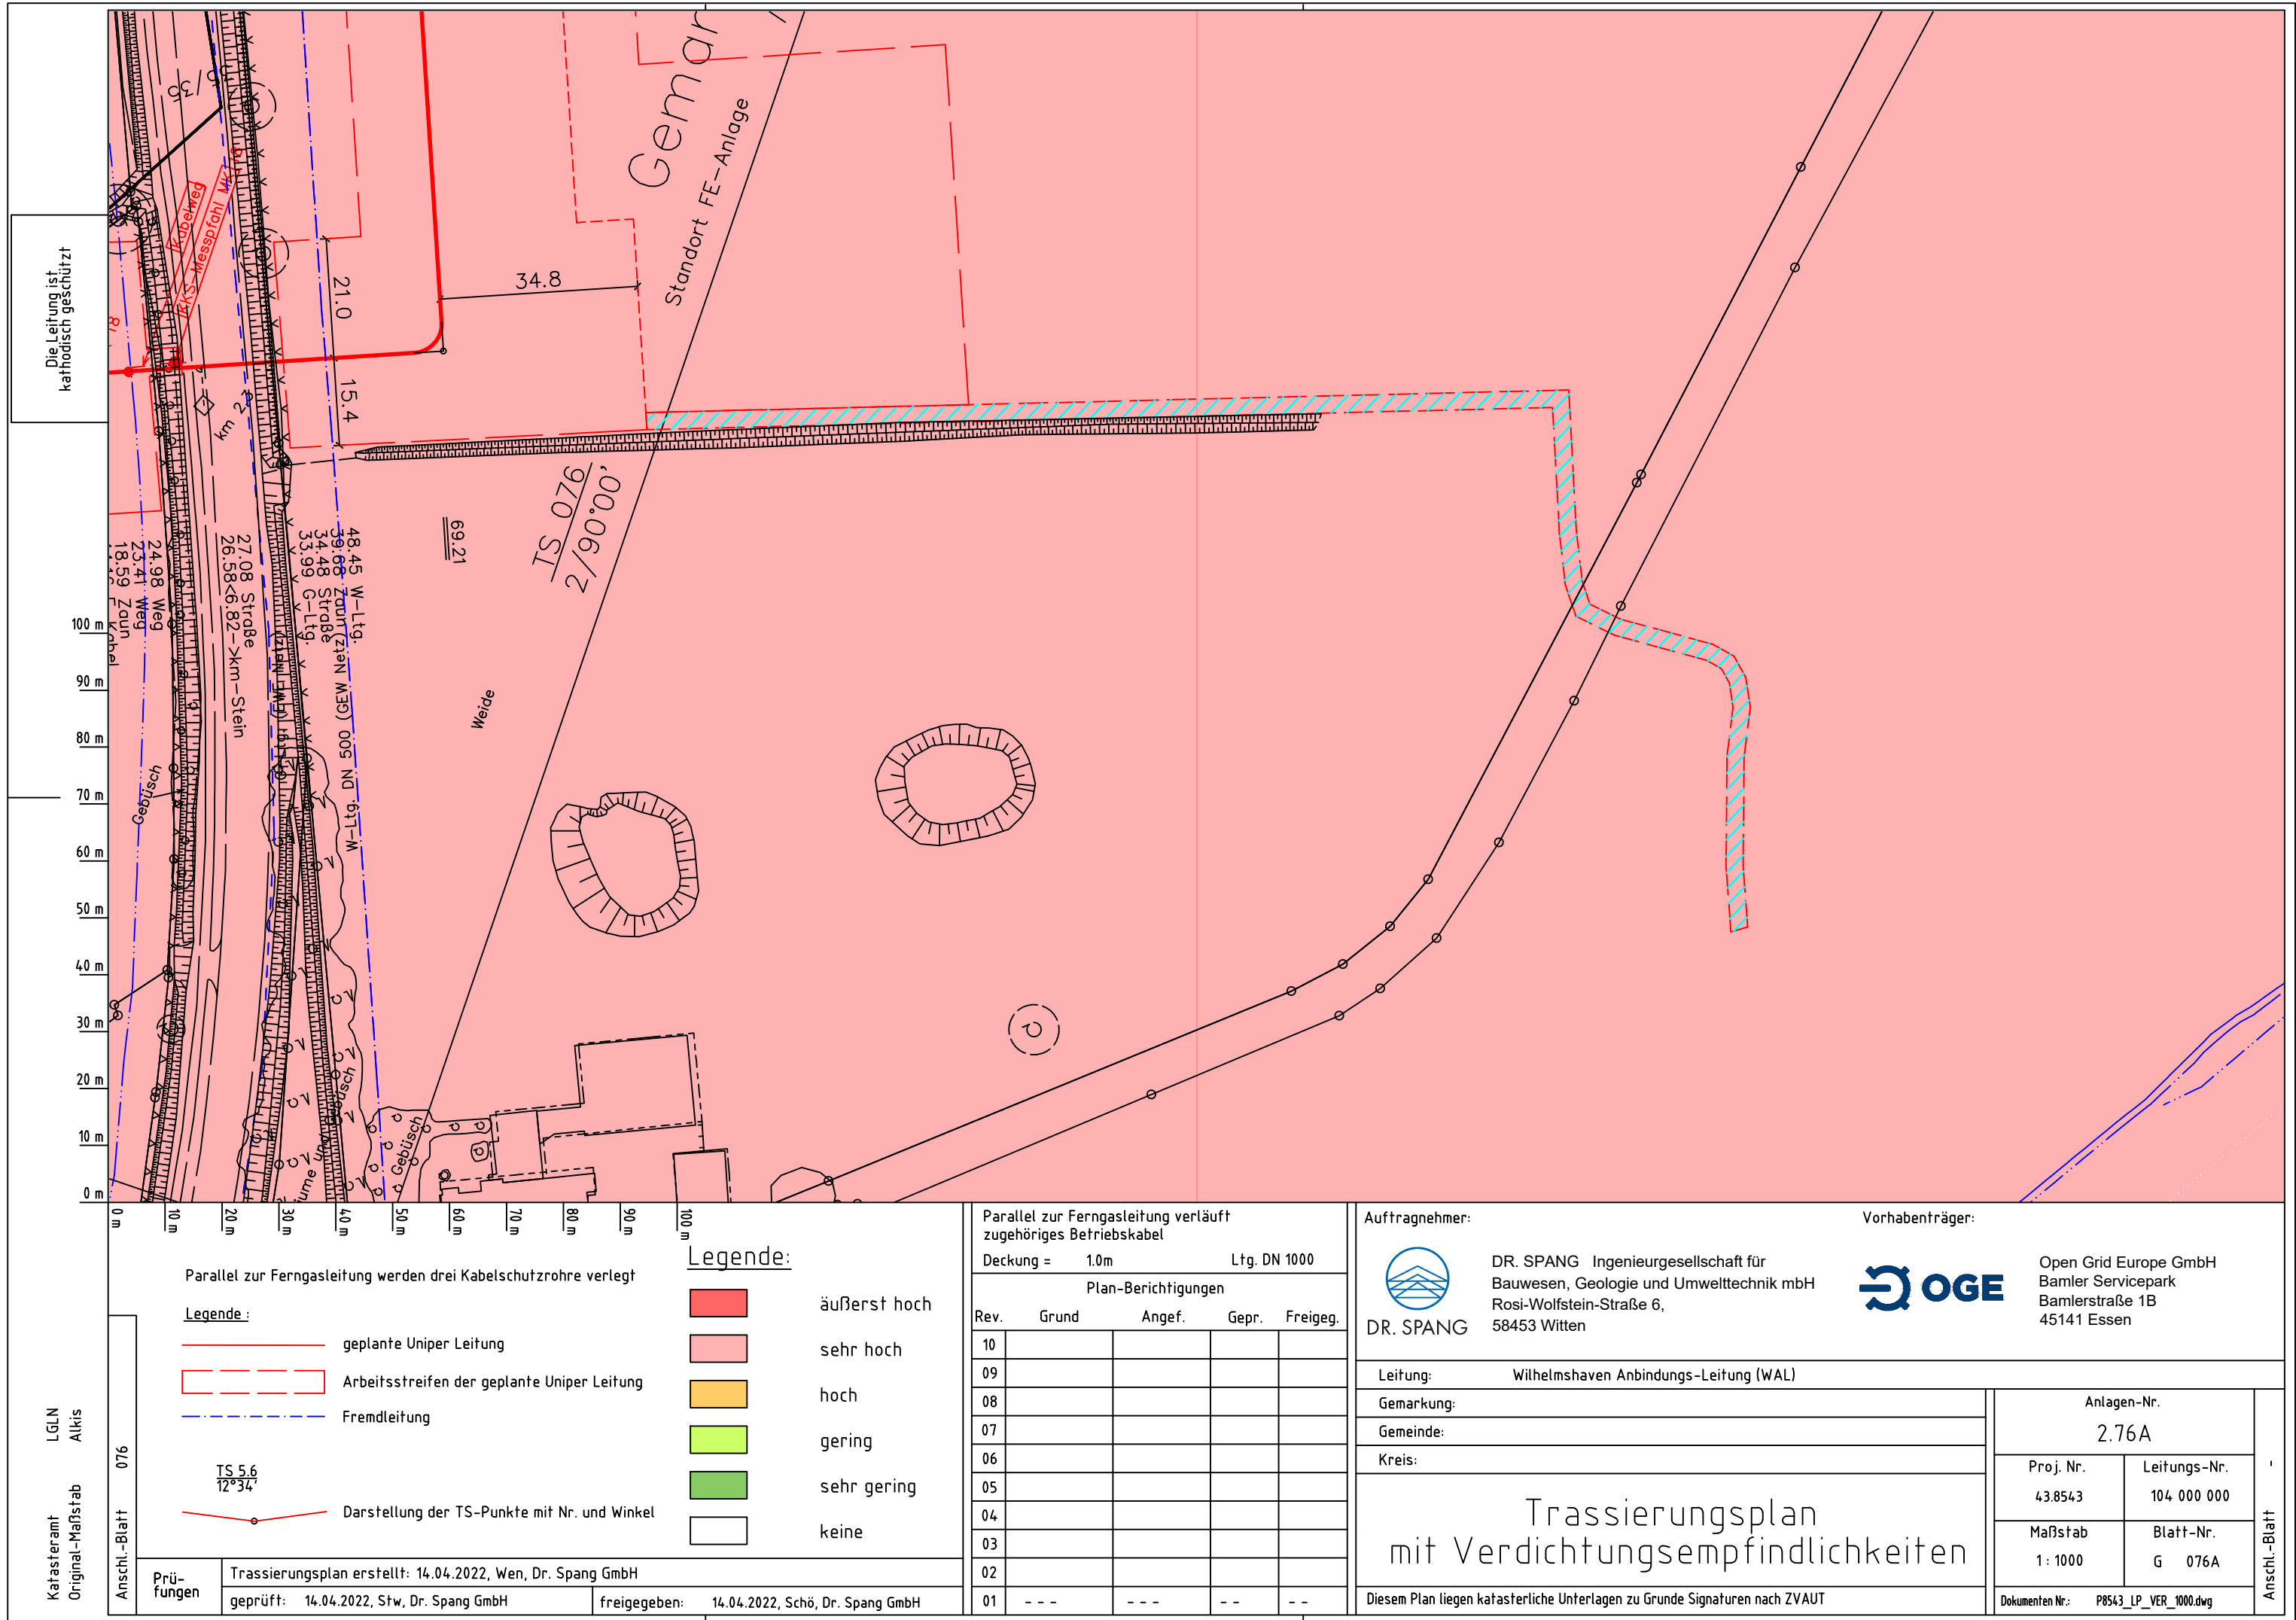 Die Leitung ist
kathodisch geschützt
Kabelweg
KKS-Messpfahl
km 2.3
21.0
15.4
34.8
Gemar
Standort FE-Anlage
TS 076
2/90°00'
69.21
48.45 W-Ltg.
39.68 Zaun
34.48 Straße
33.99 G-Ltg.
27.08 Straße
26.58<6.82->km-Stein
24.98 Weg
23.41 Weg
18.59 Zaun
W-Ltg. DN 500 (GEW Netz)
Weide
Gebüsch
Gebüsch
Gebüsch
100 m
90 m
80 m
70 m
60 m
50 m
40 m
30 m
20 m
10 m
0 m
0 m
10 m
20 m
30 m
40 m
50 m
60 m
70 m
80 m
90 m
100 m
Parallel zur Ferngasleitung werden drei Kabelschutzrohre verlegt
Legende :
geplante Uniper Leitung
Arbeitsstreifen der geplante Uniper Leitung
Fremdleitung
TS 5.6
12°34'
Darstellung der TS-Punkte mit Nr. und Winkel
Legende:
äußerst hoch
sehr hoch
hoch
gering
sehr gering
keine
Katasteramt LGLN
Original-Maßstab Alkis
Anschl.-Blatt 076
Prü-
fungen
Trassierungsplan erstellt: 14.04.2022, Wen, Dr. Spang GmbH
geprüft: 14.04.2022, Stw, Dr. Spang GmbH
freigegeben: 14.04.2022, Schö, Dr. Spang GmbH
Parallel zur Ferngasleitung verläuft
zugehöriges Betriebskabel
Deckung = 1.0m Ltg. DN 1000
Plan-Berichtigungen
Rev. Grund Angef. Gepr. Freigeg.
10
09
08
07
06
05
04
03
02
01 - - - - - - - - - -
Auftragnehmer:
DR. SPANG
DR. SPANG Ingenieurgesellschaft für
Bauwesen, Geologie und Umwelttechnik mbH
Rosi-Wolfstein-Straße 6,
58453 Witten
Vorhabenträger:
OGE
Open Grid Europe GmbH
Bamler Servicepark
Bamlerstraße 1B
45141 Essen
Leitung: Wilhelmshaven Anbindungs-Leitung (WAL)
Gemarkung:
Gemeinde:
Kreis:
Trassierungsplan
mit Verdichtungsempfindlichkeiten
Diesem Plan liegen katasterliche Unterlagen zu Grunde Signaturen nach ZVAUT
Anlagen-Nr.
2.76A
Proj. Nr.
43.8543
Leitungs-Nr.
104 000 000
Maßstab
1 : 1000
Blatt-Nr.
G 076A
Dokumenten Nr.: P8543_LP_VER_1000.dwg
Anschl.-Blatt -